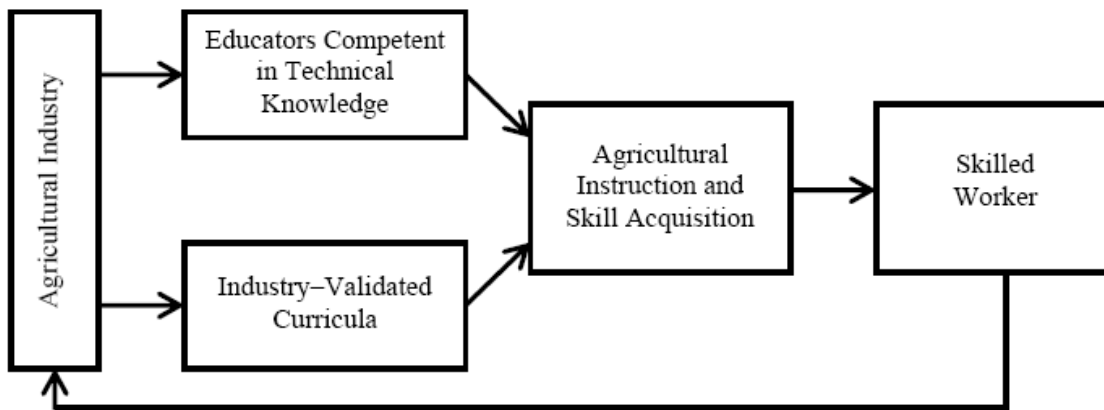 Agricultural Industry
Educators Competent
in Technical
Knowledge
Industry–Validated
Curricula
Agricultural
Instruction and
Skill Acquisition
Skilled
Worker